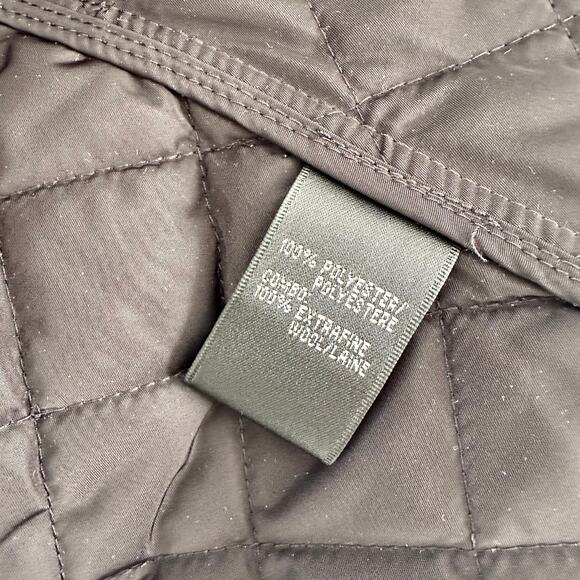 100% POLYESTER/
POLYESTERE
COMBO.
100% EXTRAFINE
WOOL/LAINE